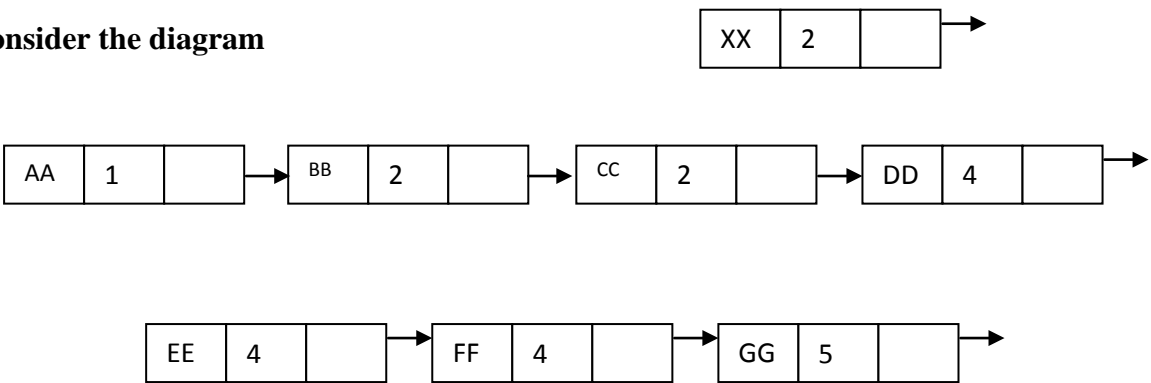 onsider the diagram
XX 2
AA 1 BB 2 CC 2 DD 4
EE 4 FF 4 GG 5